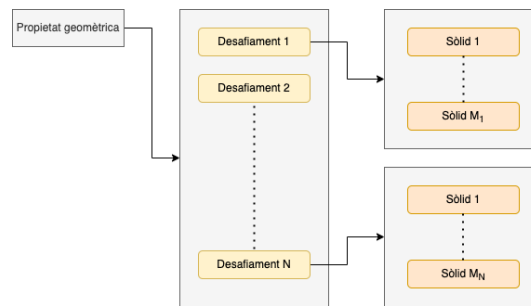 Propietat geomètrica
Desafiament 1
Desafiament 2
Desafiament N
Sòlid 1
Sòlid M1
Sòlid 1
Sòlid MN